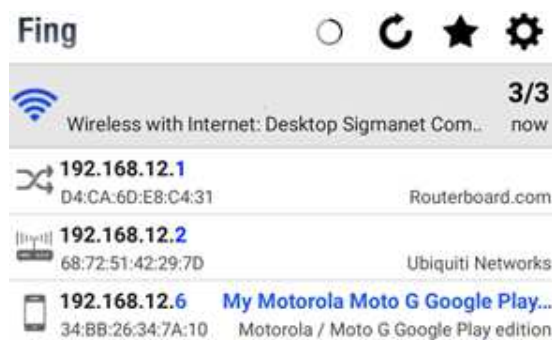 Fing
3/3
Wireless with Internet: Desktop Sigmanet Com.. now
192.168.12.1
D4:CA:6D:E8:C4:31 Routerboard.com
192.168.12.2
68:72:51:42:29:7D Ubiquiti Networks
192.168.12.6 My Motorola Moto G Google Play...
34:BB:26:34:7A:10 Motorola / Moto G Google Play edition